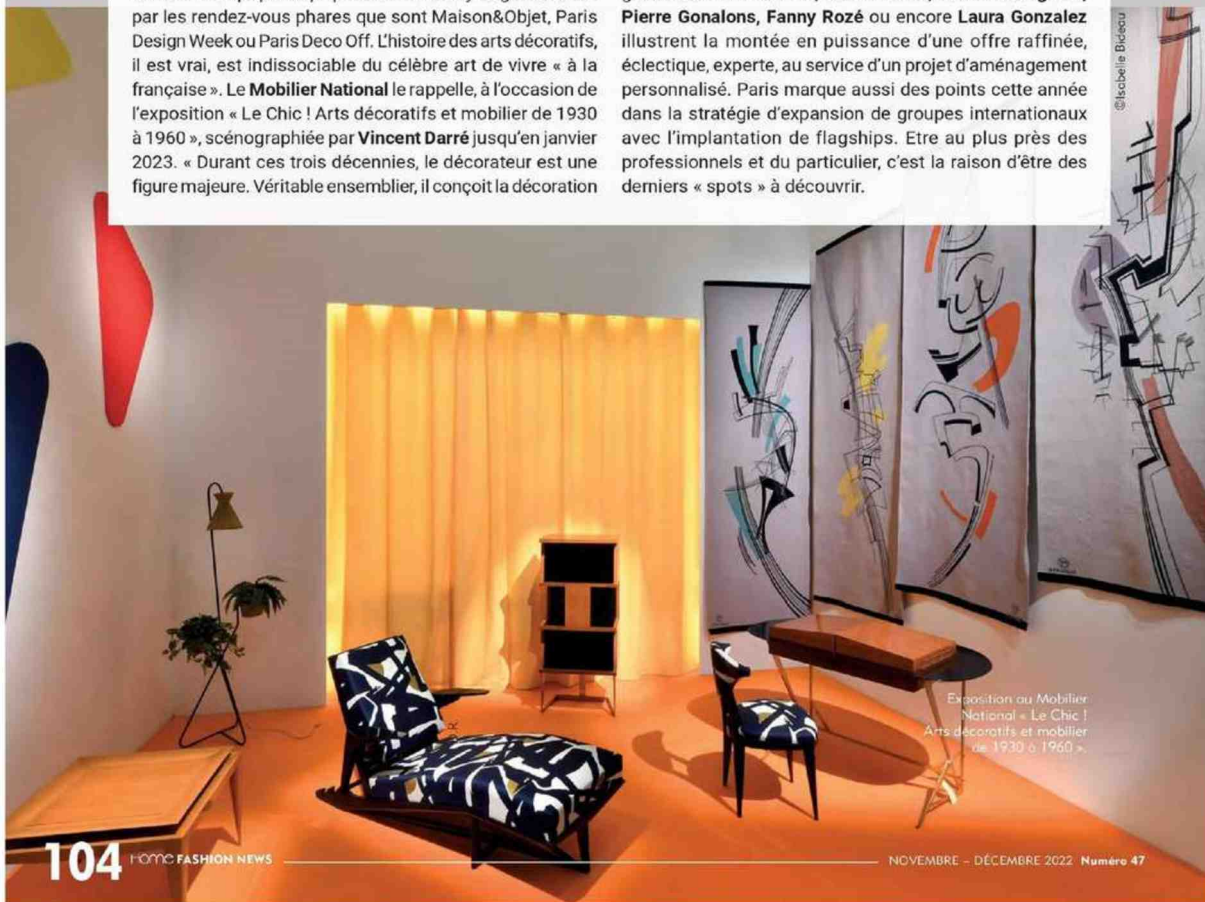 par les rendez-vous phares que sont Maison&Objet, Paris
Design Week ou Paris Deco Off. L'histoire des arts décoratifs,
il est vrai, est indissociable du célèbre art de vivre « à la
française ». Le Mobilier National le rappelle, à l'occasion de
l'exposition « Le Chic ! Arts décoratifs et mobilier de 1930
à 1960 », scénographiée par Vincent Darré jusqu'en janvier
2023. « Durant ces trois décennies, le décorateur est une
figure majeure. Véritable ensemblier, il conçoit la décoration
Pierre Gonalons, Fanny Rozé ou encore Laura Gonzalez
illustrent la montée en puissance d'une offre raffinée,
éclectique, experte, au service d'un projet d'aménagement
personnalisé. Paris marque aussi des points cette année
dans la stratégie d'expansion de groupes internationaux
avec l'implantation de flagships. Etre au plus près des
professionnels et du particulier, c'est la raison d'être des
derniers « spots » à découvrir.
©Isabelle Bideau
Exposition au Mobilier
National « Le Chic !
Arts décoratifs et mobilier
de 1930 à 1960 ».
104 Home FASHION NEWS
NOVEMBRE – DÉCEMBRE 2022 Numéro 47